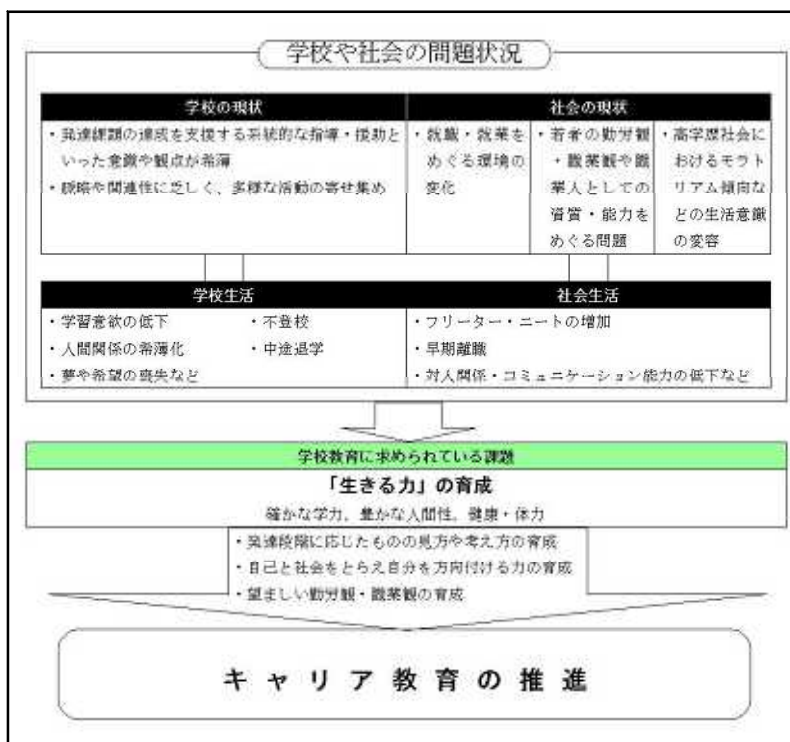 学校や社会の問題状況
学校の現状
・発達課題の達成を支援する系統的な指導・援助と
いった意識や観点が希薄
・脈絡や関連性に乏しく、多様な活動の寄せ集め
社会の現状
・就職・就業を
めぐる環境の
変化
・若者の勤労観
・職業観や職
業人としての
資質・能力を
めぐる問題
・高学歴社会に
おけるモラト
リアム傾向な
どの生活意識
の変容
学校生活
・学習意欲の低下
・人間関係の希薄化
・夢や希望の喪失など
・不登校
・中途退学
社会生活
・フリーター・ニートの増加
・早期離職
・対人関係・コミュニケーション能力の低下など
学校教育に求められている課題
「生きる力」の育成
確かな学力、豊かな人間性、健康・体力
・発達段階に応じたものの見方や考え方の育成
・自己と社会をとらえ自分を方向付ける力の育成
・望ましい勤労観・職業観の育成
キャリア教育の推進